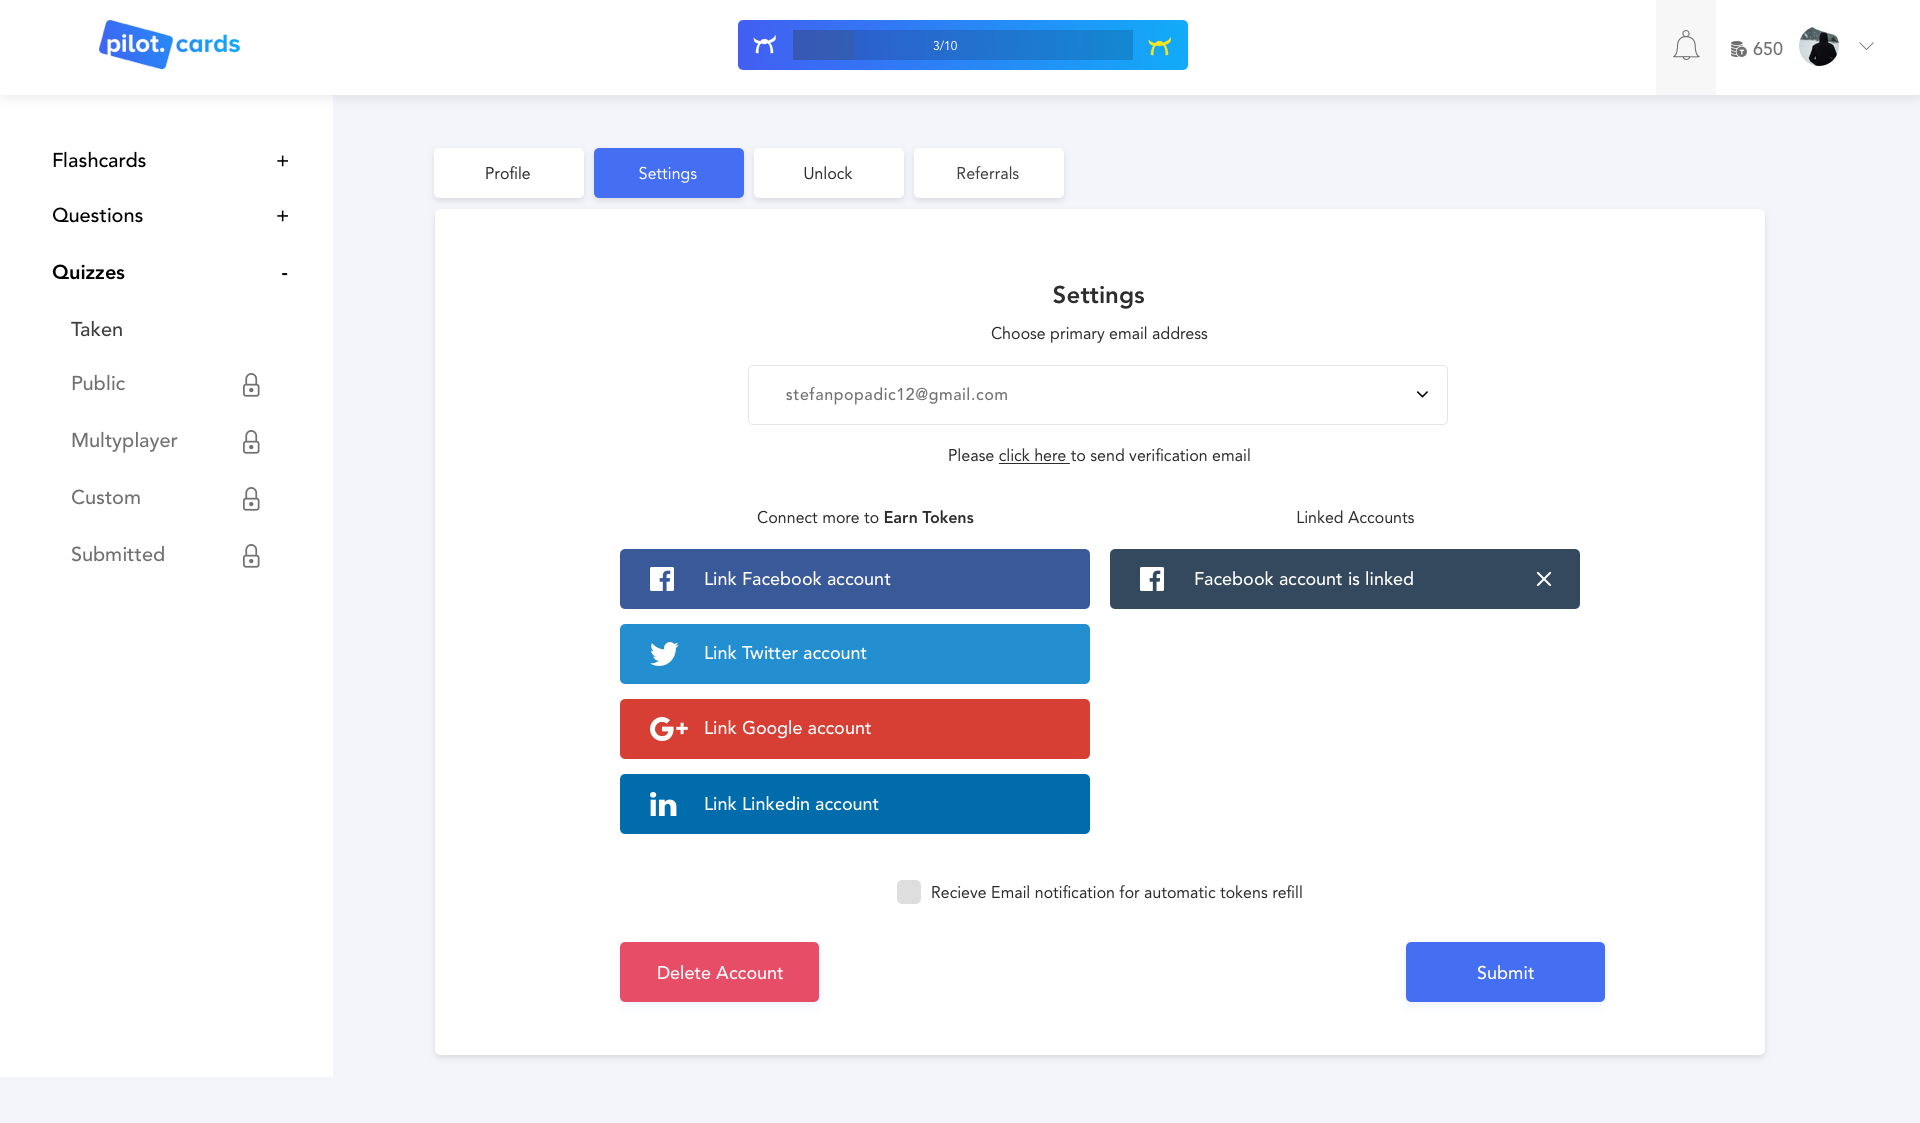 pilot.cards
3/10
650
Flashcards +
Questions +
Quizzes -
Taken
Public
Multyplayer
Custom
Submitted
Profile
Settings
Unlock
Referrals
Settings
Choose primary email address
stefanpopadic12@gmail.com
Please click here to send verification email
Connect more to Earn Tokens
Linked Accounts
Link Facebook account
Facebook account is linked
Link Twitter account
G+ Link Google account
in Link Linkedin account
Recieve Email notification for automatic tokens refill
Delete Account
Submit